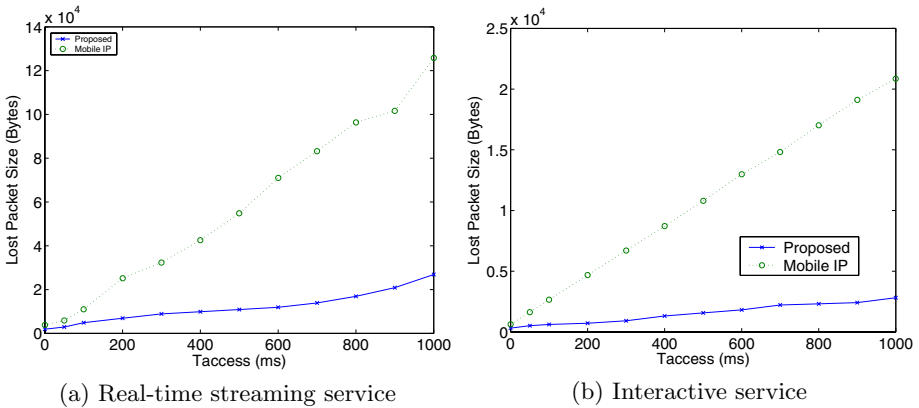 x 10^4
14
12
10
8
6
4
2
0
0 200 400 600 800 1000
Lost Packet Size (Bytes)
Taccess (ms)
Proposed
Mobile IP
(a) Real-time streaming service
x 10^4
2.5
2
1.5
1
0.5
0
0 200 400 600 800 1000
Lost Packet Size (Bytes)
Taccess (ms)
Proposed
Mobile IP
(b) Interactive service